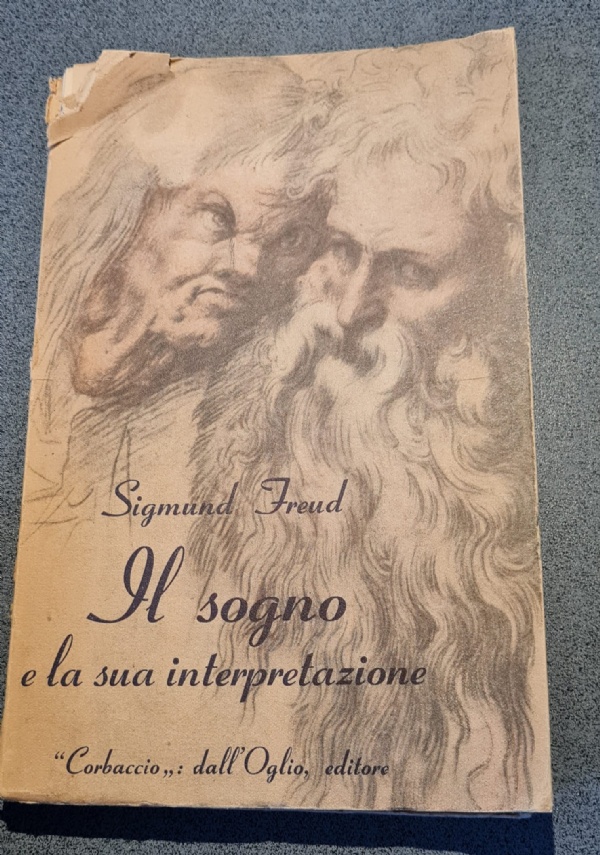 Sigmund Freud
Il sogno
e la sua interpretazione
“Corbaccio„: dall'Oglio, editore